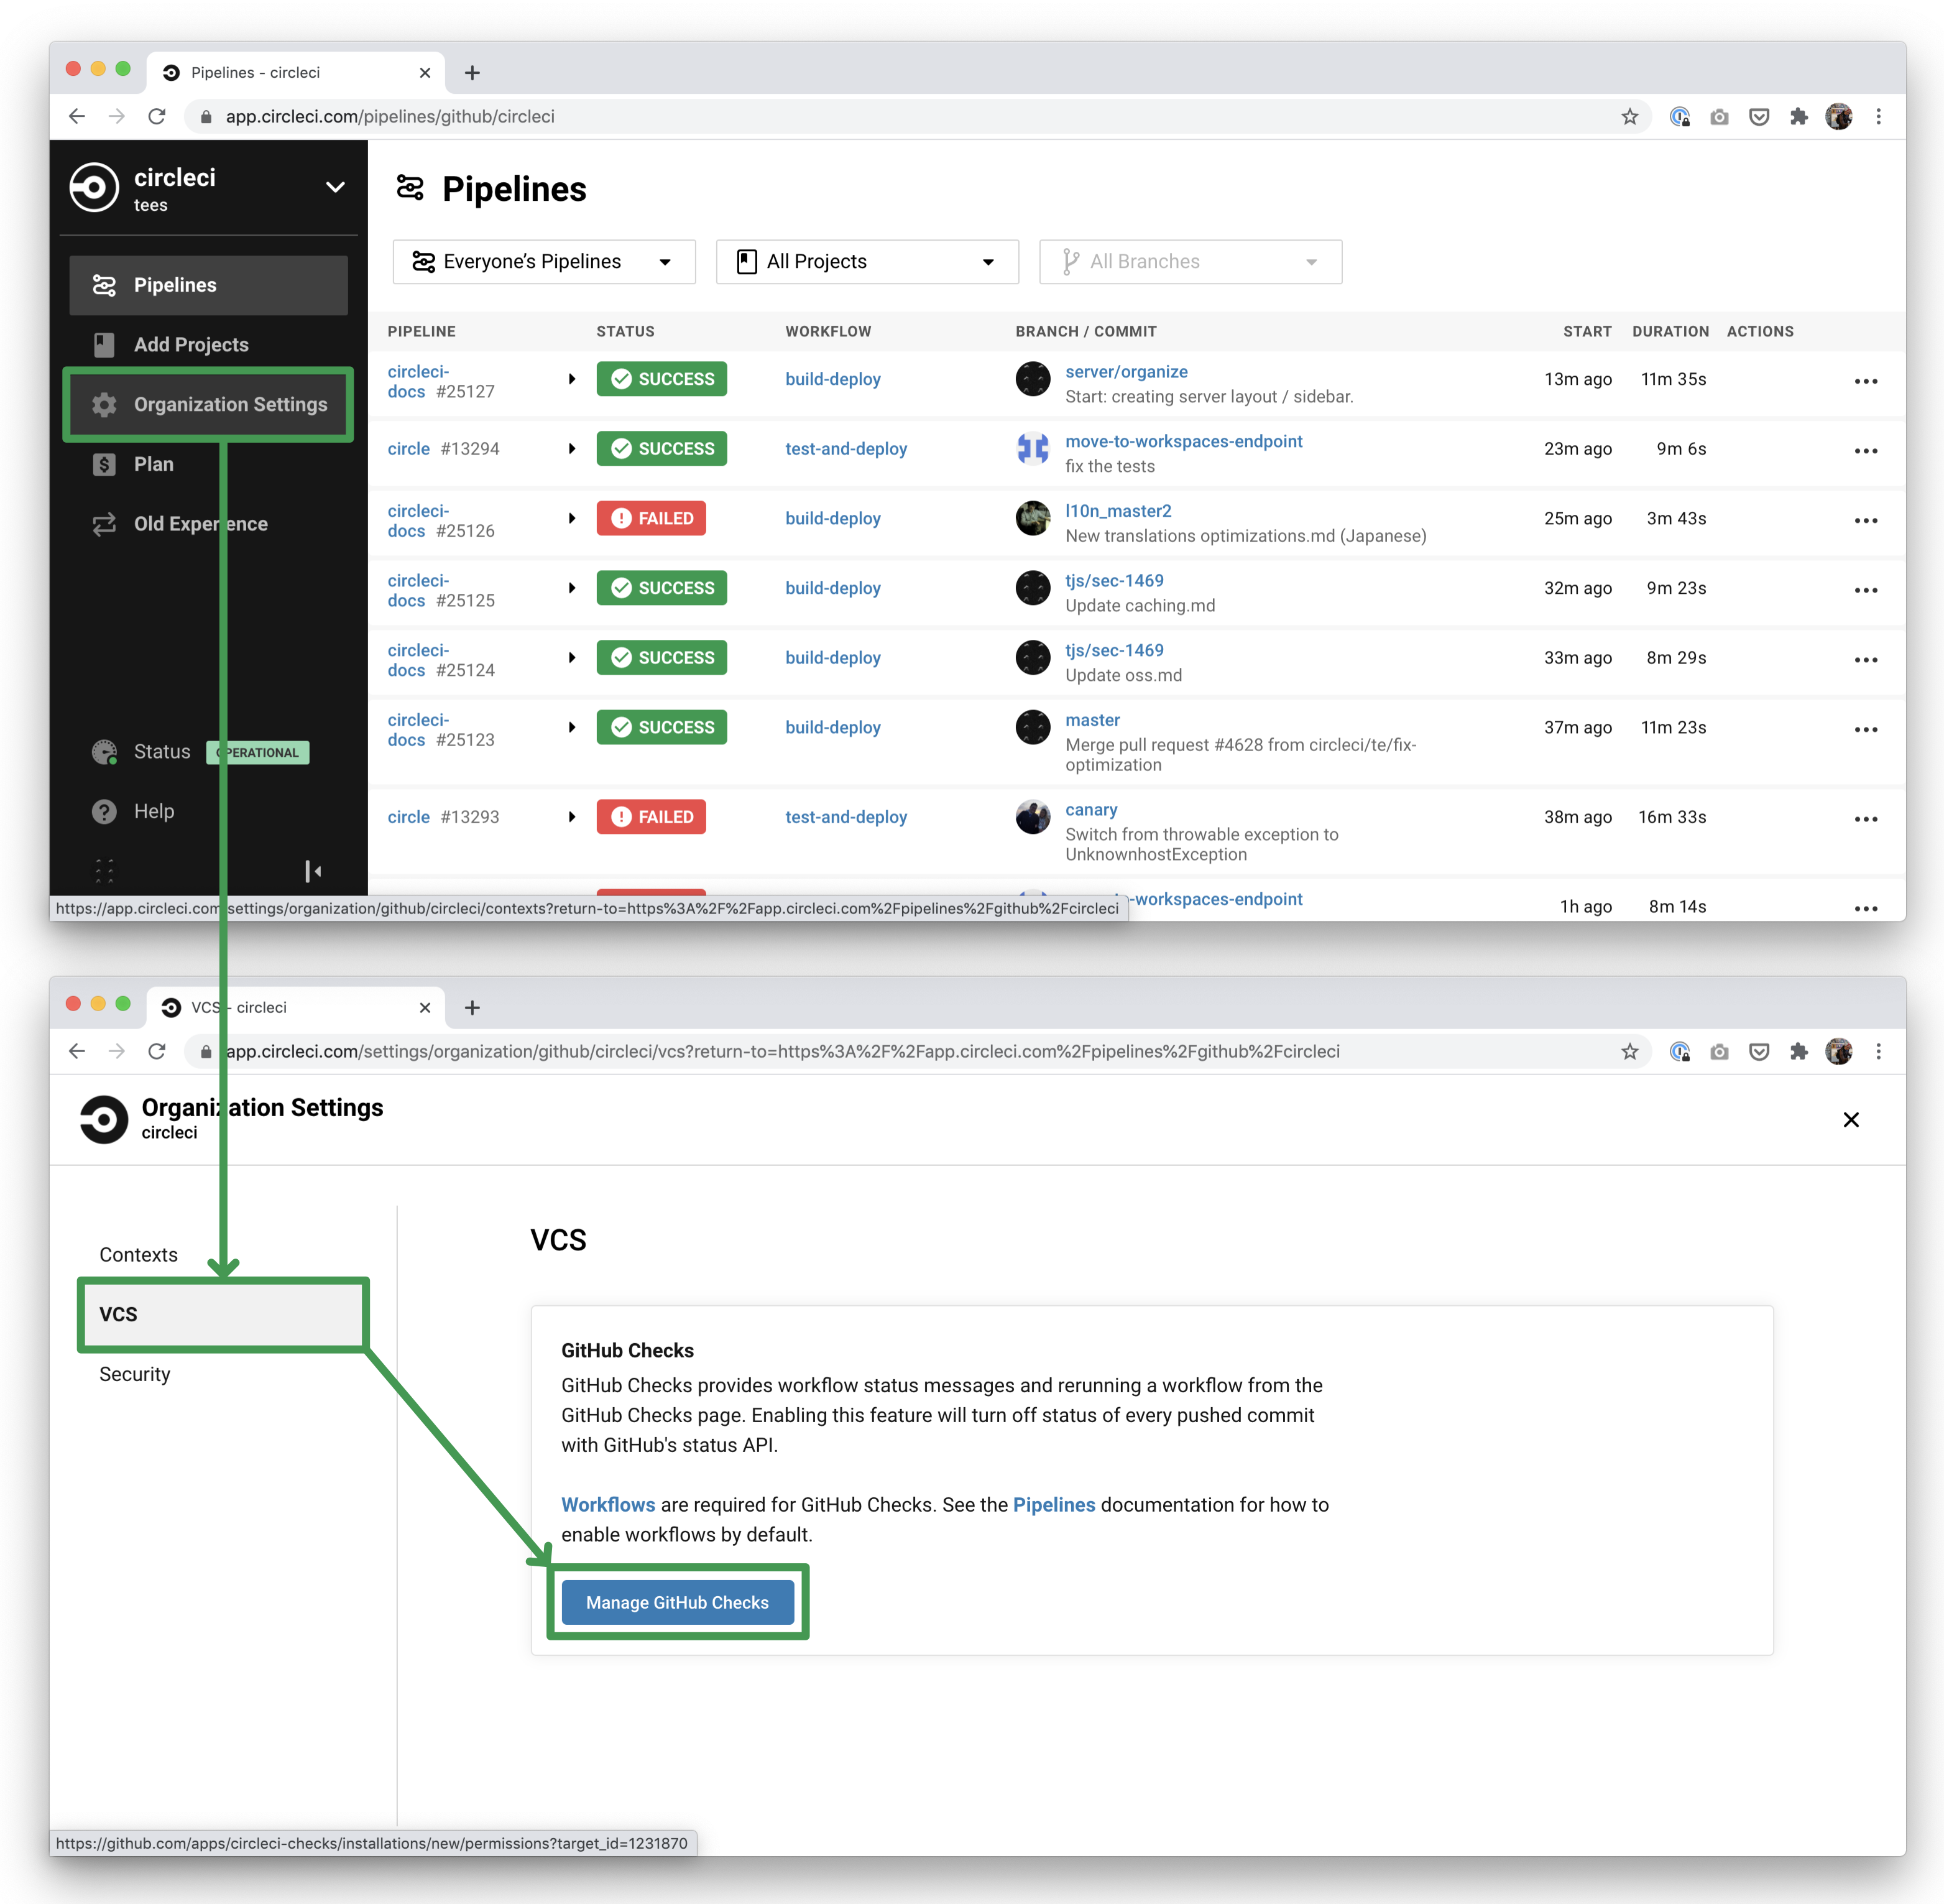 Pipelines - circleci
app.circleci.com/pipelines/github/circleci
circleci
tees
Pipelines
Add Projects
Organization Settings
Plan
Old Experience
Status OPERATIONAL
Help
Pipelines
Everyone's Pipelines All Projects All Branches
PIPELINE STATUS WORKFLOW BRANCH / COMMIT START DURATION ACTIONS
circleci-docs #25127 SUCCESS build-deploy server/organize 13m ago 11m 35s
Start: creating server layout / sidebar.
circle #13294 SUCCESS test-and-deploy move-to-workspaces-endpoint 23m ago 9m 6s
fix the tests
circleci-docs #25126 FAILED build-deploy l10n_master2 25m ago 3m 43s
New translations optimizations.md (Japanese)
circleci-docs #25125 SUCCESS build-deploy tjs/sec-1469 32m ago 9m 23s
Update caching.md
circleci-docs #25124 SUCCESS build-deploy tjs/sec-1469 33m ago 8m 29s
Update oss.md
circleci-docs #25123 SUCCESS build-deploy master 37m ago 11m 23s
Merge pull request #4628 from circleci/te/fix-
optimization
circle #13293 FAILED test-and-deploy canary 38m ago 16m 33s
Switch from throwable exception to
UnknownhostException
-workspaces-endpoint 1h ago 8m 14s
https://app.circleci.com/settings/organization/github/circleci/contexts?return-to=https%3A%2F%2Fapp.circleci.com%2Fpipelines%2Fgithub%2Fcircleci
VCS - circleci
app.circleci.com/settings/organization/github/circleci/vcs?return-to=https%3A%2F%2Fapp.circleci.com%2Fpipelines%2Fgithub%2Fcircleci
Organization Settings
circleci
Contexts
VCS
Security
VCS
GitHub Checks
GitHub Checks provides workflow status messages and rerunning a workflow from the
GitHub Checks page. Enabling this feature will turn off status of every pushed commit
with GitHub's status API.
Workflows are required for GitHub Checks. See the Pipelines documentation for how to
enable workflows by default.
Manage GitHub Checks
https://github.com/apps/circleci-checks/installations/new/permissions?target_id=1231870